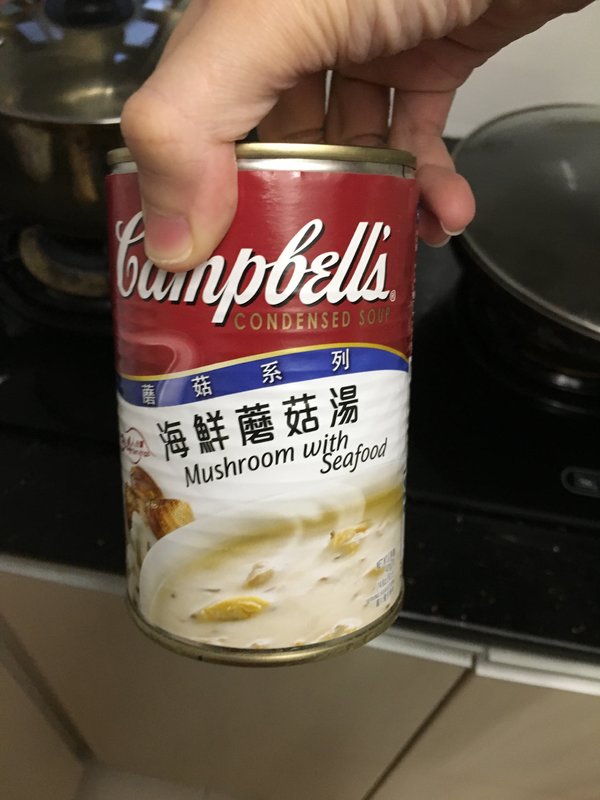 Campbell's®
CONDENSED SOUP
蘑菇系列
海鮮蘑菇湯
Mushroom with
Seafood